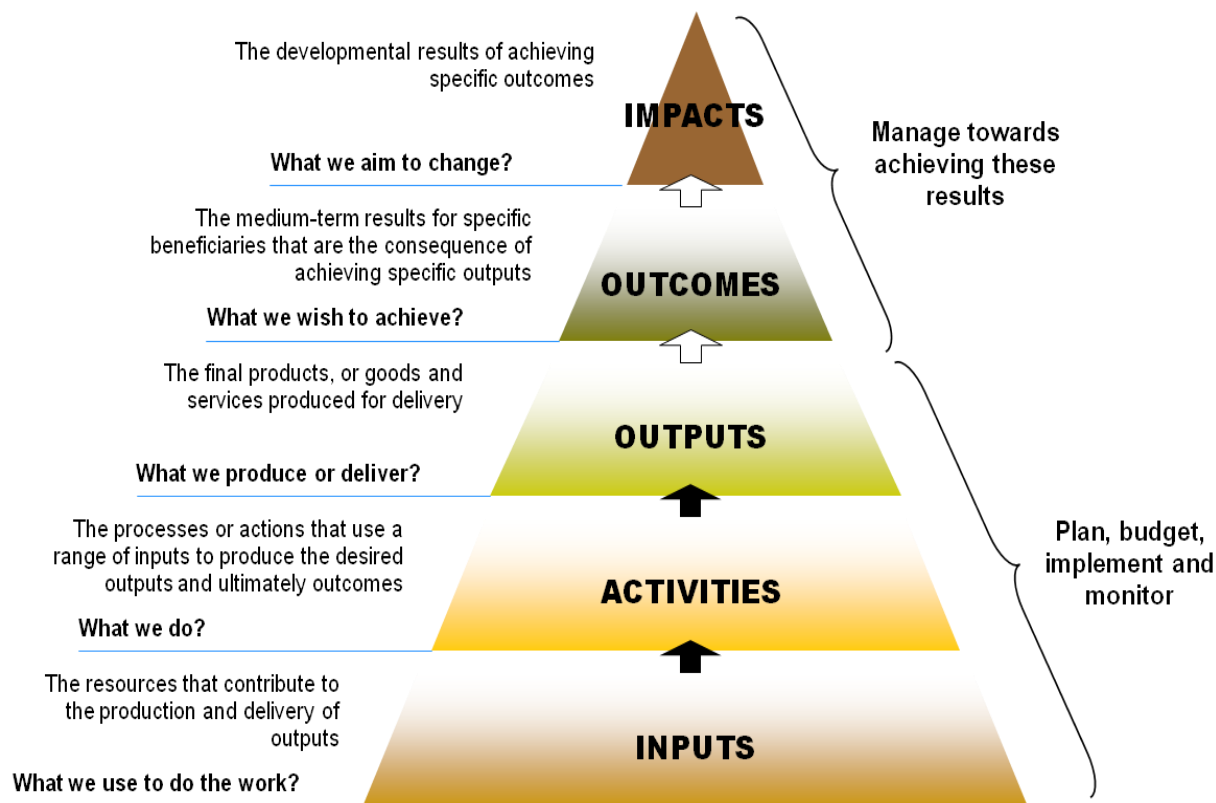 The developmental results of achieving
specific outcomes
IMPACTS
What we aim to change?
Manage towards
achieving these
results
The medium-term results for specific
beneficiaries that are the consequence of
achieving specific outputs
OUTCOMES
What we wish to achieve?
The final products, or goods and
services produced for delivery
OUTPUTS
What we produce or deliver?
The processes or actions that use a
range of inputs to produce the desired
outputs and ultimately outcomes
ACTIVITIES
What we do?
Plan, budget,
implement and
monitor
The resources that contribute to
the production and delivery of
outputs
INPUTS
What we use to do the work?